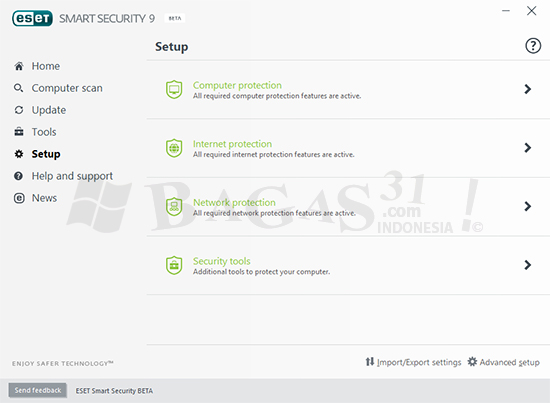 eset SMART SECURITY 9 BETA
Setup
?
Home
Computer scan
Update
Tools
Setup
Help and support
News
Computer protection
All required computer protection features are active.
Internet protection
All required internet protection features are active.
Network protection
All required network protection features are active.
Security tools
Additional tools to protect your computer.
BAGAS31
.com
INDONESIA
!©
ENJOY SAFER TECHNOLOGY™
Import/Export settings Advanced setup
Send feedback ESET Smart Security BETA